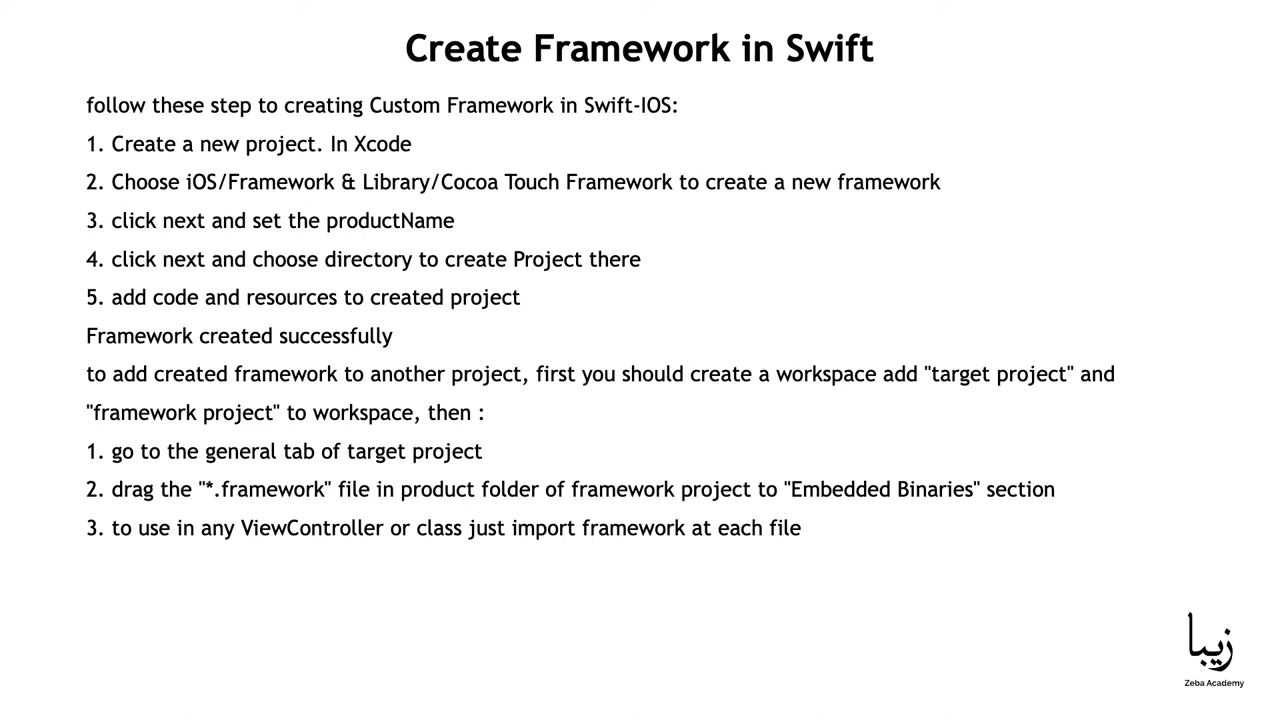 Create Framework in Swift
follow these step to creating Custom Framework in Swift-IOS:
1. Create a new project. In Xcode
2. Choose iOS/Framework & Library/Cocoa Touch Framework to create a new framework
3. click next and set the productName
4. click next and choose directory to create Project there
5. add code and resources to created project
Framework created successfully
to add created framework to another project, first you should create a workspace add "target project" and
"framework project" to workspace, then :
1. go to the general tab of target project
2. drag the "*.framework" file in product folder of framework project to "Embedded Binaries" section
3. to use in any ViewController or class just import framework at each file
زيبا
Zeba Academy